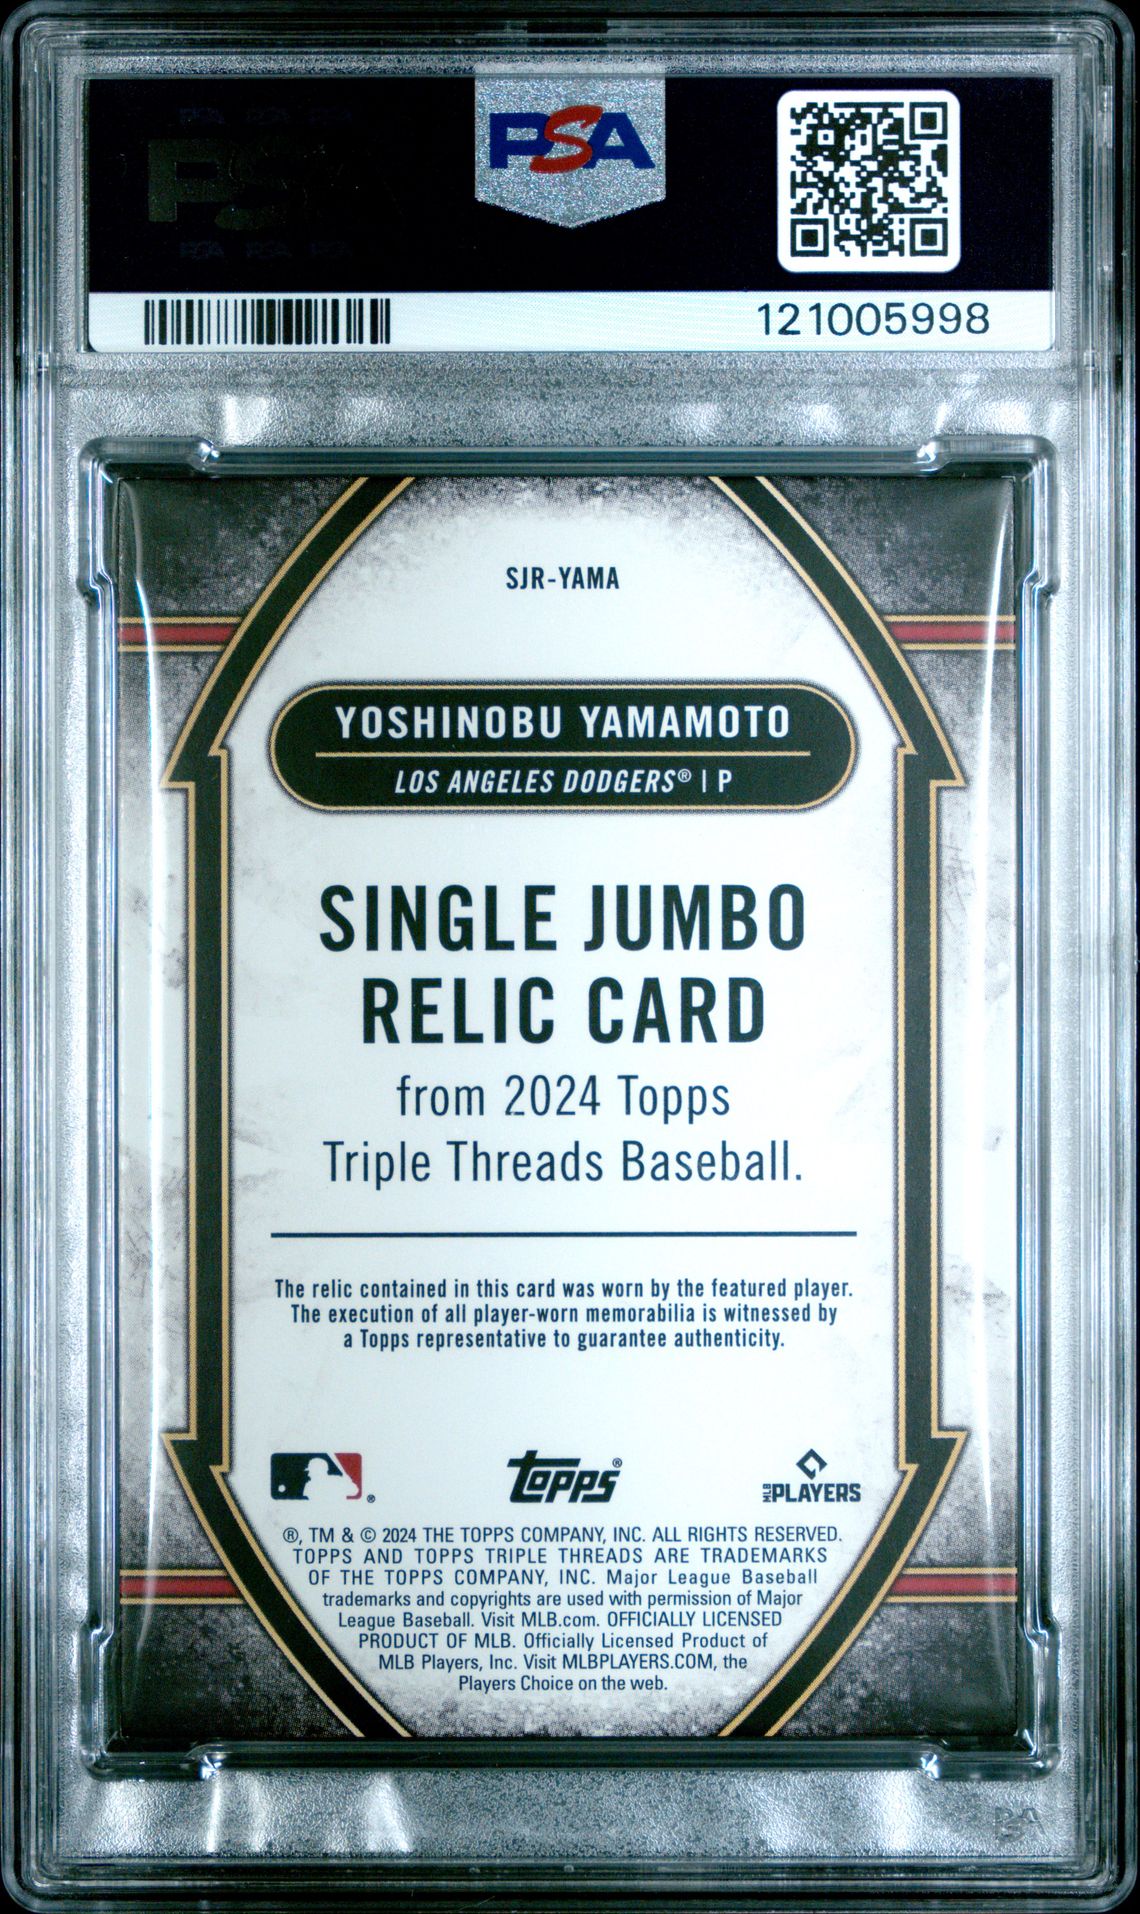 PSA
121005998
SJR-YAMA
YOSHINOBU YAMAMOTO
LOS ANGELES DODGERS® | P
SINGLE JUMBO
RELIC CARD
from 2024 Topps
Triple Threads Baseball.
The relic contained in this card was worn by the featured player.
The execution of all player-worn memorabilia is witnessed by
a Topps representative to guarantee authenticity.
® Topps® MLB PLAYERS
®, TM & © 2024 THE TOPPS COMPANY, INC. ALL RIGHTS RESERVED.
TOPPS AND TOPPS TRIPLE THREADS ARE TRADEMARKS
OF THE TOPPS COMPANY, INC. Major League Baseball
trademarks and copyrights are used with permission of Major
League Baseball. Visit MLB.com. OFFICIALLY LICENSED
PRODUCT OF MLB. Officially Licensed Product of
MLB Players, Inc. Visit MLBPLAYERS.COM, the
Players Choice on the web.
PSA